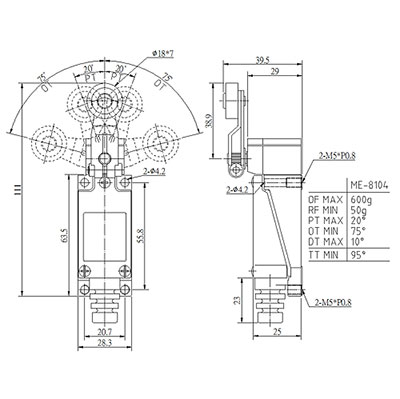 39.5
29
Φ18*7
20° 20°
PT PT
75° 75°
OT OT
38.9
2-M5*P0.8
2-Φ4.2
2-Φ4.2
111
63.5
55.8
ME-8104
OF MAX 600g
RF MIN 50g
PT MAX 20°
OT MIN 75°
DT MAX 10°
TT MIN 95°
23
2-M5*P0.8
20.7
28.3
25